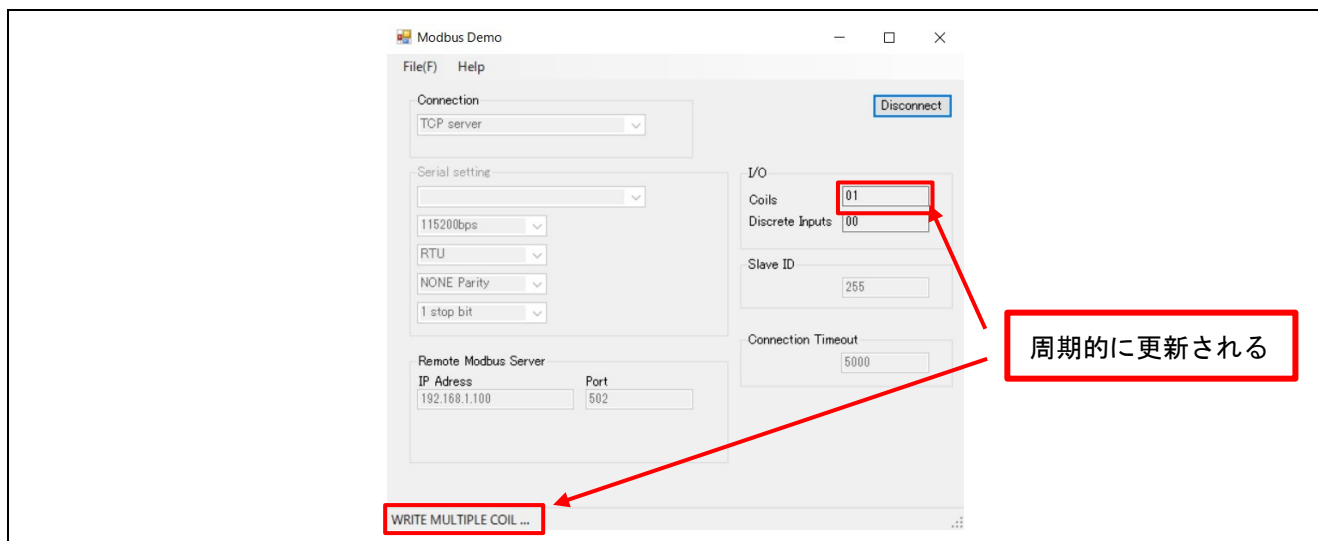 Modbus Demo
File(F) Help
Connection
TCP server
Disconnect
Serial setting
115200bps
RTU
NONE Parity
1 stop bit
I/O
Coils 01
Discrete Inputs 00
Slave ID
255
Connection Timeout
5000
Remote Modbus Server
IP Adress Port
192.168.1.100 502
周期的に更新される
WRITE MULTIPLE COIL ...